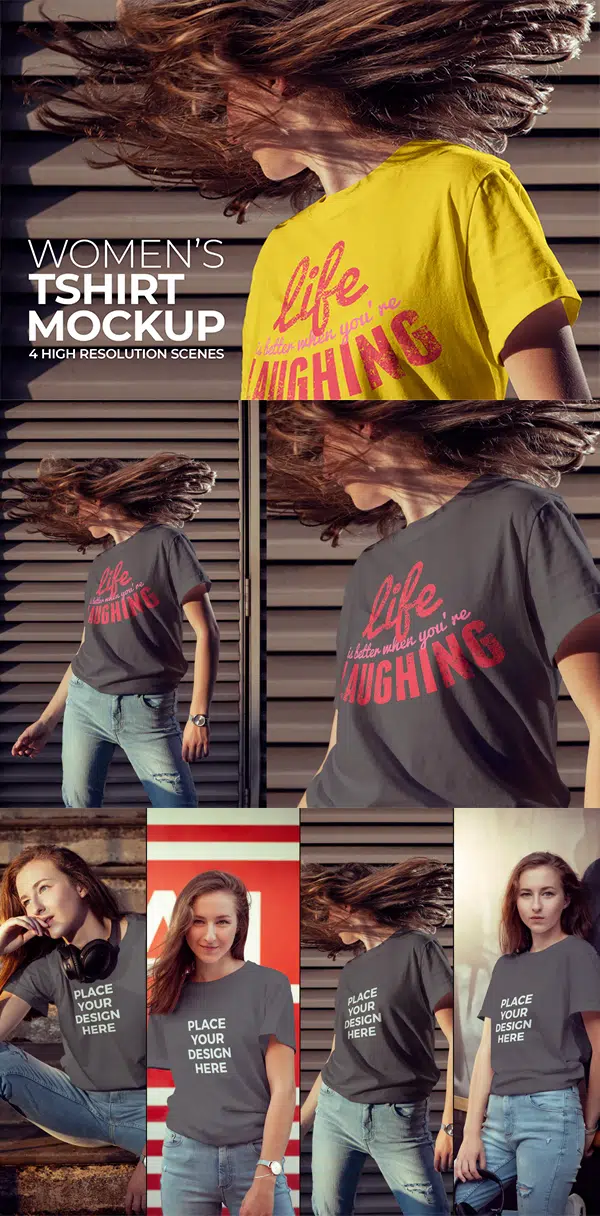 WOMEN'S
TSHIRT
MOCKUP
4 HIGH RESOLUTION SCENES
life
is better when you're
LAUGHING
life
is better when you're
LAUGHING
life
is better when you're
LAUGHING
PLACE
YOUR
DESIGN
HERE
PLACE
YOUR
DESIGN
HERE
PLACE
YOUR
DESIGN
HERE
PLACE
YOUR
DESIGN
HERE